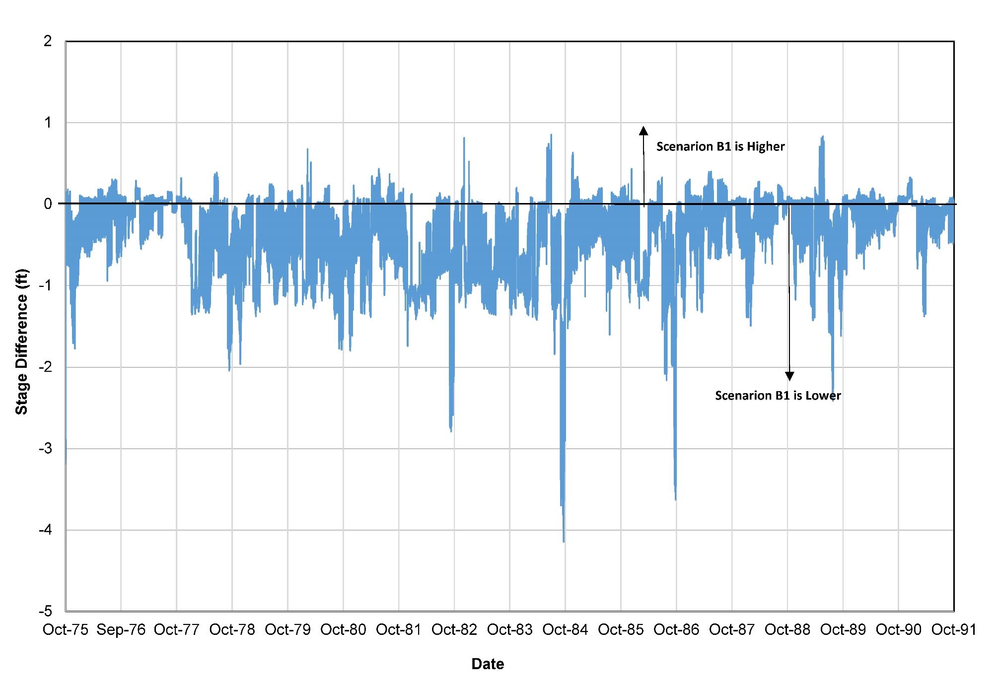 2
1
0
-1
-2
-3
-4
-5
Stage Difference (ft)
Scenarion B1 is Higher
Scenarion B1 is Lower
Oct-75 Sep-76 Oct-77 Oct-78 Oct-79 Oct-80 Oct-81 Oct-82 Oct-83 Oct-84 Oct-85 Oct-86 Oct-87 Oct-88 Oct-89 Oct-90 Oct-91
Date